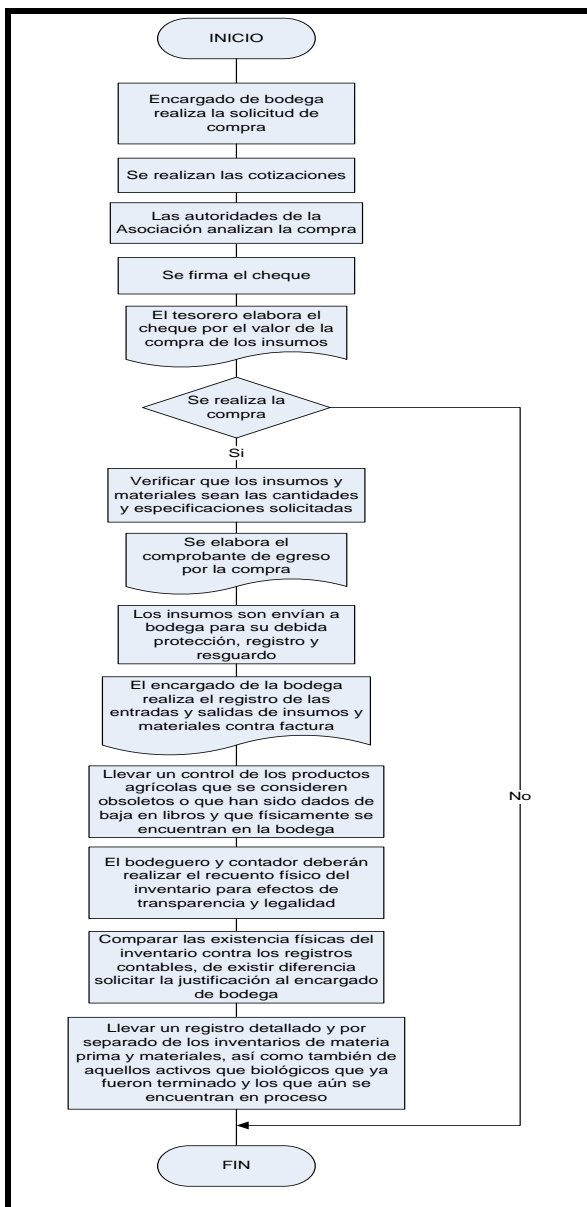 INICIO
Encargado de bodega
realiza la solicitud de
compra
Se realizan las cotizaciones
Las autoridades de la
Asociación analizan la compra
Se firma el cheque
El tesorero elabora el
cheque por el valor de la
compra de los insumos
Se realiza la
compra
Si
Verificar que los insumos y
materiales sean las cantidades
y especificaciones solicitadas
Se elabora el
comprobante de egreso
por la compra
Los insumos son envían a
bodega para su debida
protección, registro y
resguardo
El encargado de la bodega
realiza el registro de las
entradas y salidas de insumos y
materiales contra factura
Llevar un control de los productos
agrícolas que se consideren
obsoletos o que han sido dados de
baja en libros y que físicamente se
encuentran en la bodega
No
El bodeguero y contador deberán
realizar el recuento físico del
inventario para efectos de
transparencia y legalidad
Comparar las existencia físicas del
inventario contra los registros
contables, de existir diferencia
solicitar la justificación al encargado
de bodega
Llevar un registro detallado y por
separado de los inventarios de materia
prima y materiales, así como también de
aquellos activos que biológicos que ya
fueron terminado y los que aún se
encuentran en proceso
FIN